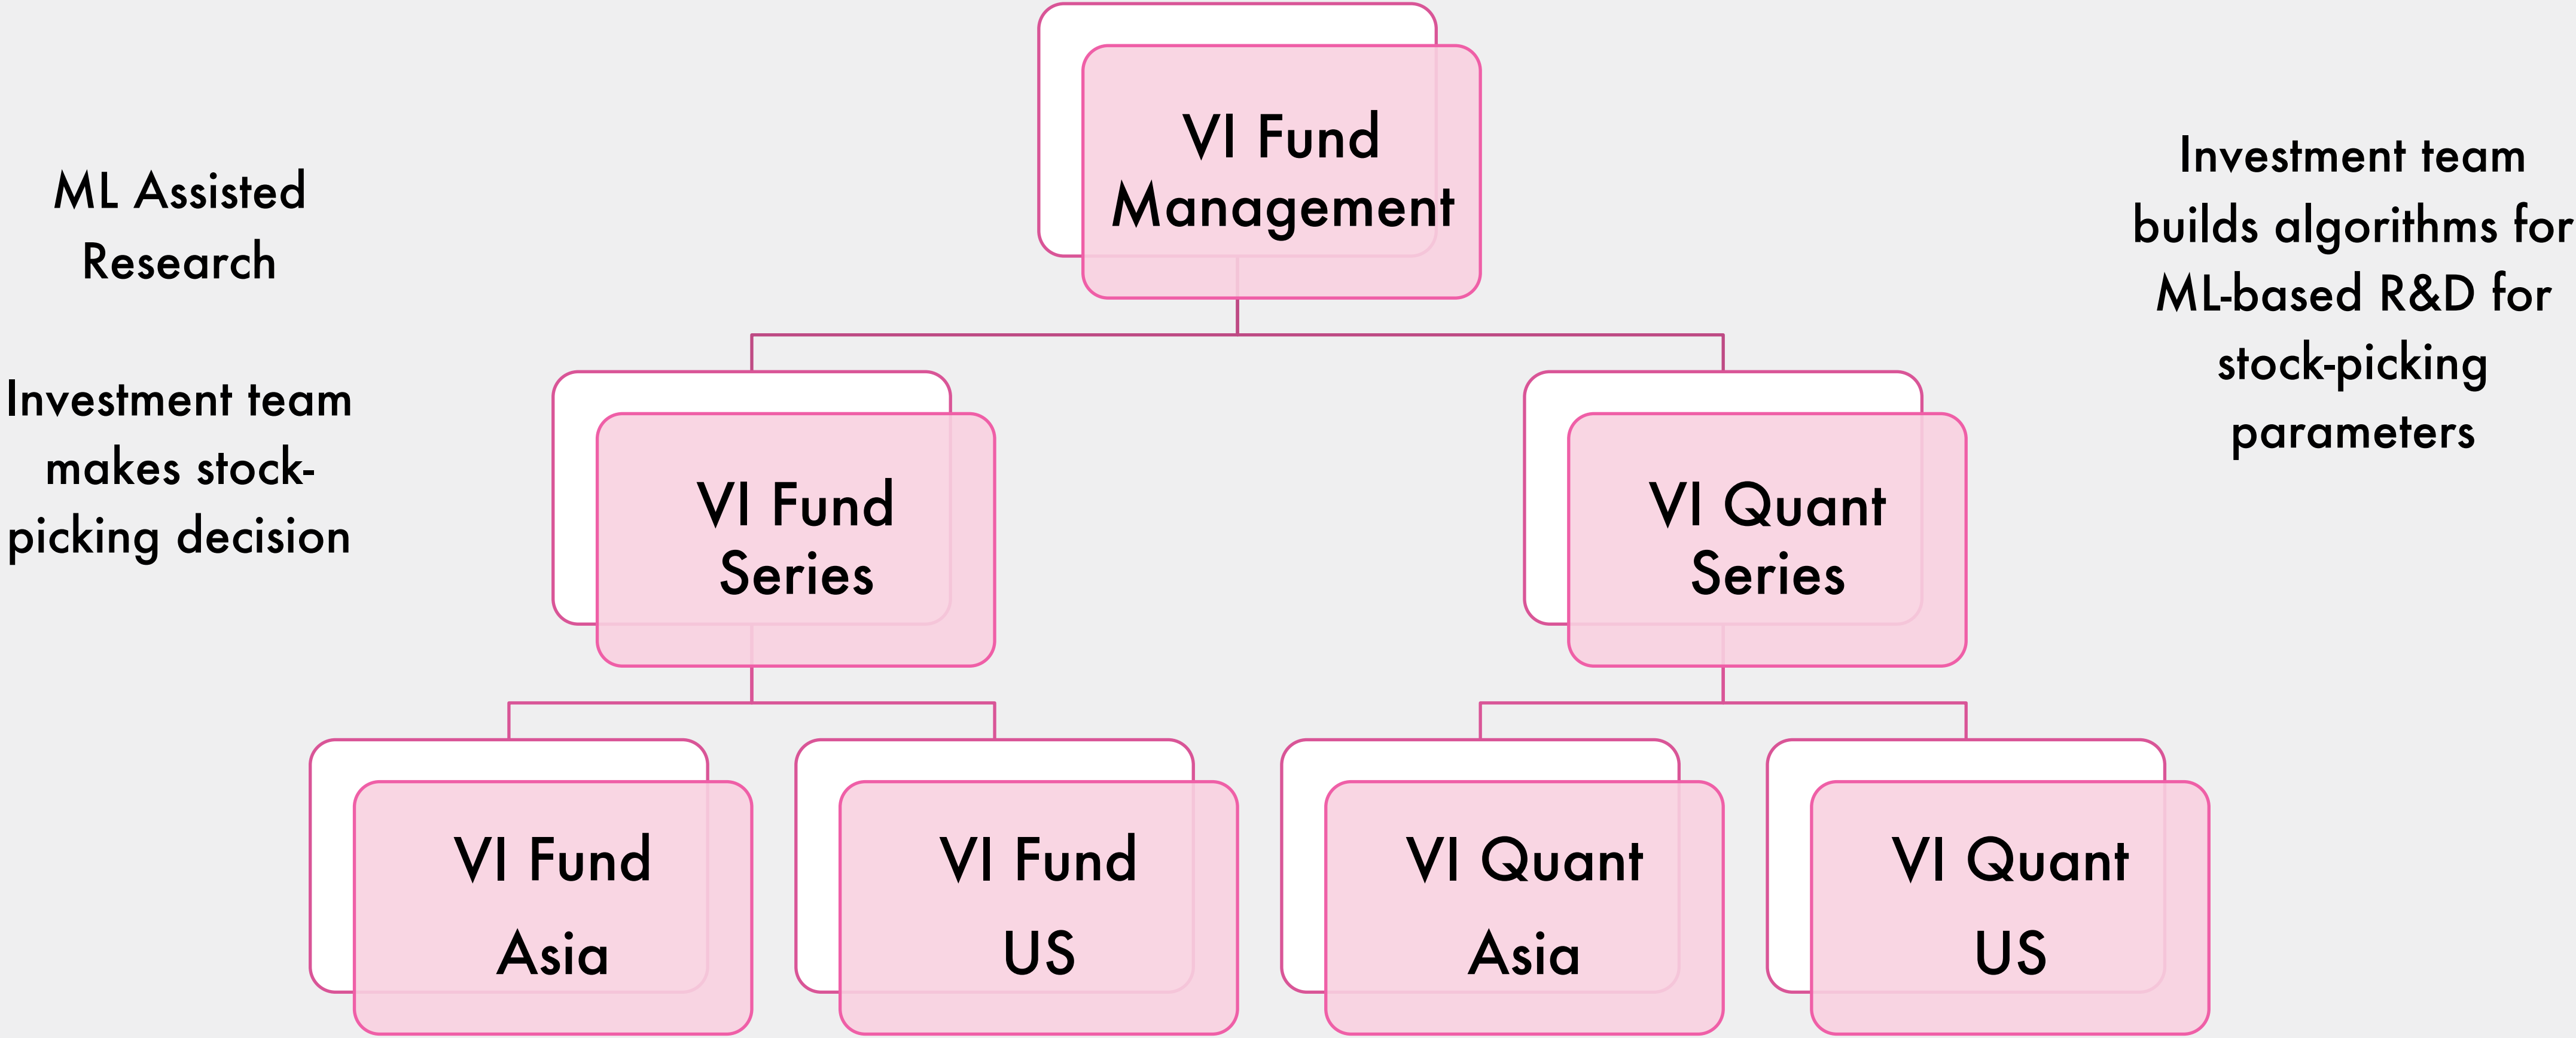 VI Fund
Management
ML Assisted
Research
Investment team
makes stock-
picking decision
Investment team
builds algorithms for
ML-based R&D for
stock-picking
parameters
VI Fund
Series
VI Quant
Series
VI Fund
Asia
VI Fund
US
VI Quant
Asia
VI Quant
US